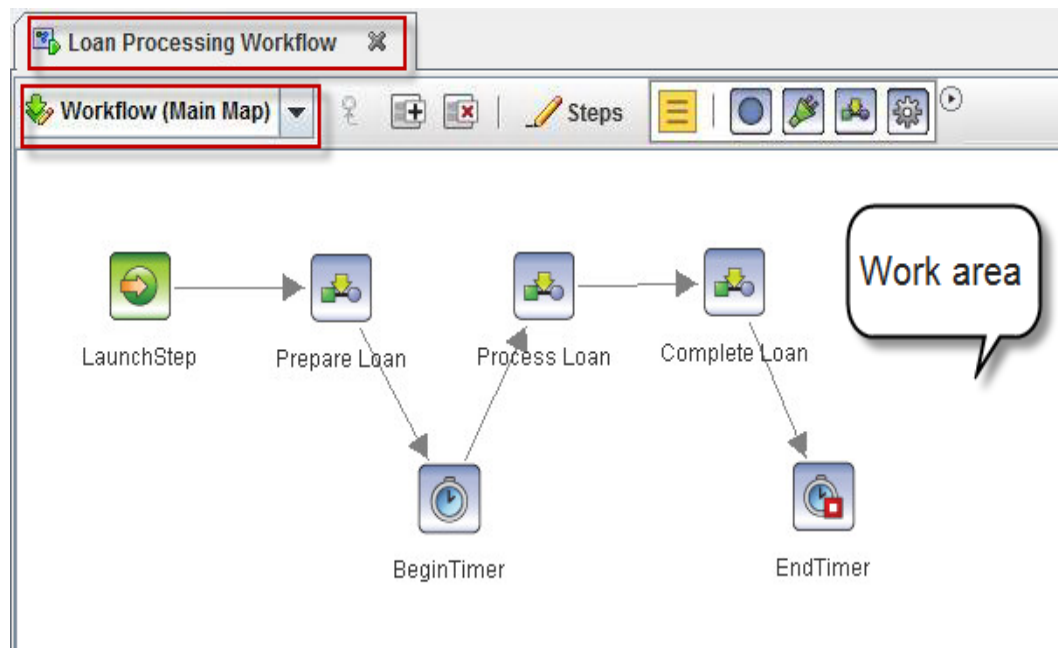 Loan Processing Workflow
Workflow (Main Map)
Steps
Work area
LaunchStep
Prepare Loan
Process Loan
Complete Loan
BeginTimer
EndTimer